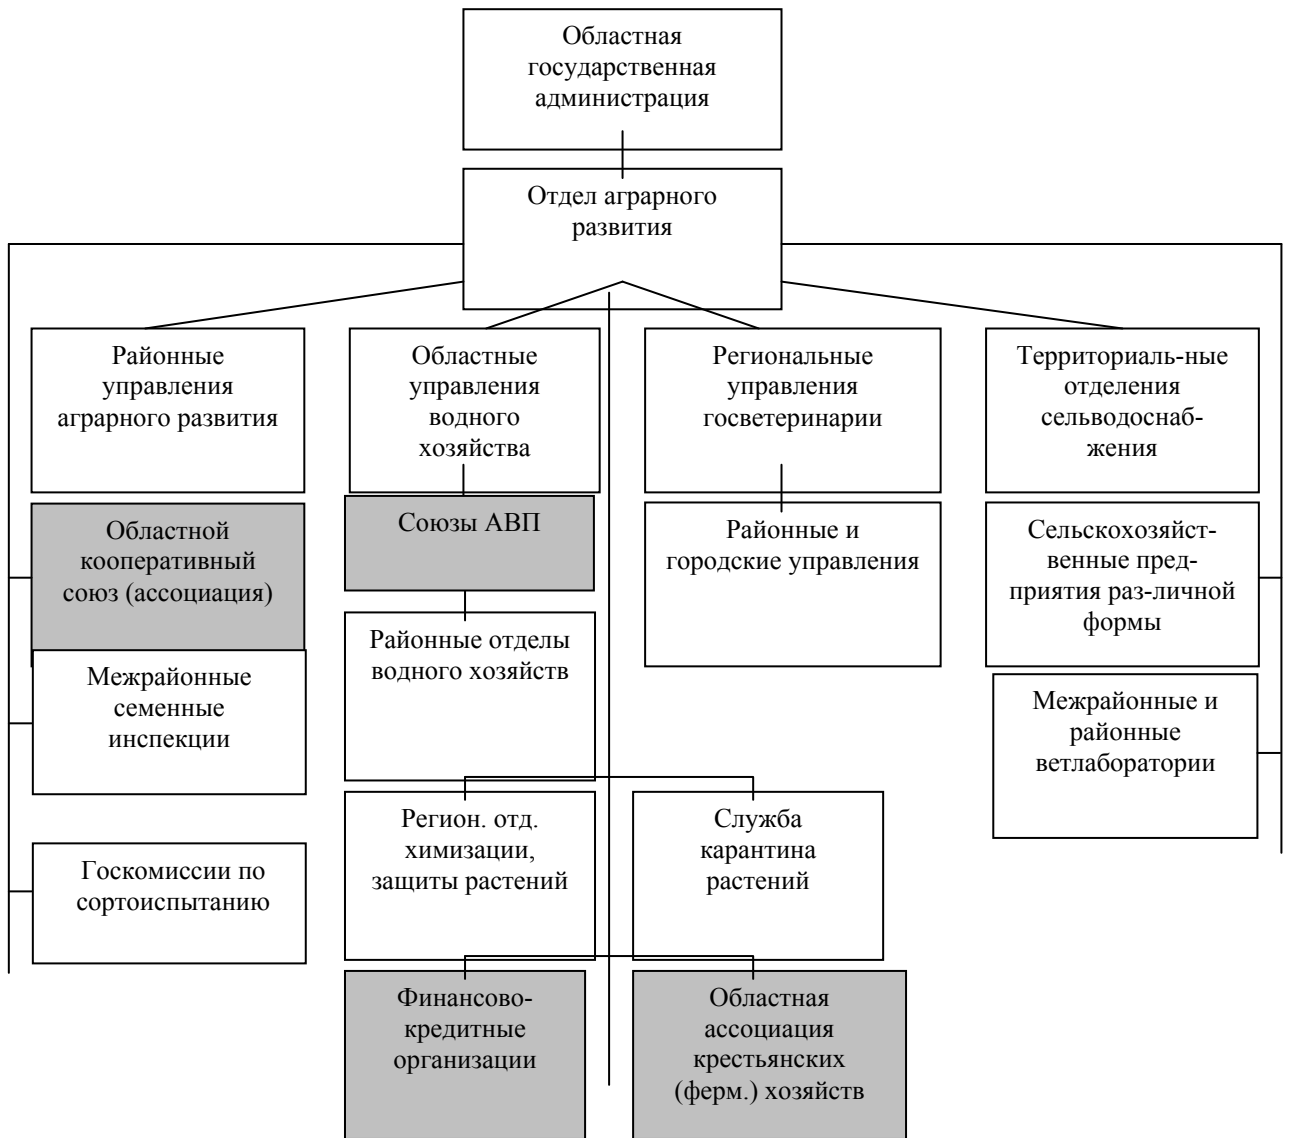 Областная
государственная
администрация
Отдел аграрного
развития
Районные
управления
аграрного развития
Областные
управления
водного
хозяйства
Региональные
управления
госветеринарии
Территориаль-ные
отделения
сельводоснаб-
жения
Областной
кооперативный
союз (ассоциация)
Союзы АВП
Районные и
городские управления
Сельскохозяйст-
венные пред-
приятия раз-личной
формы
Межрайонные
семенные
инспекции
Районные отделы
водного хозяйств
Межрайонные и
районные
ветлаборатории
Госкомиссии по
сортоиспытанию
Регион. отд.
химизации,
защиты растений
Служба
карантина
растений
Финансово-
кредитные
организации
Областная
ассоциация
крестьянских
(ферм.) хозяйств